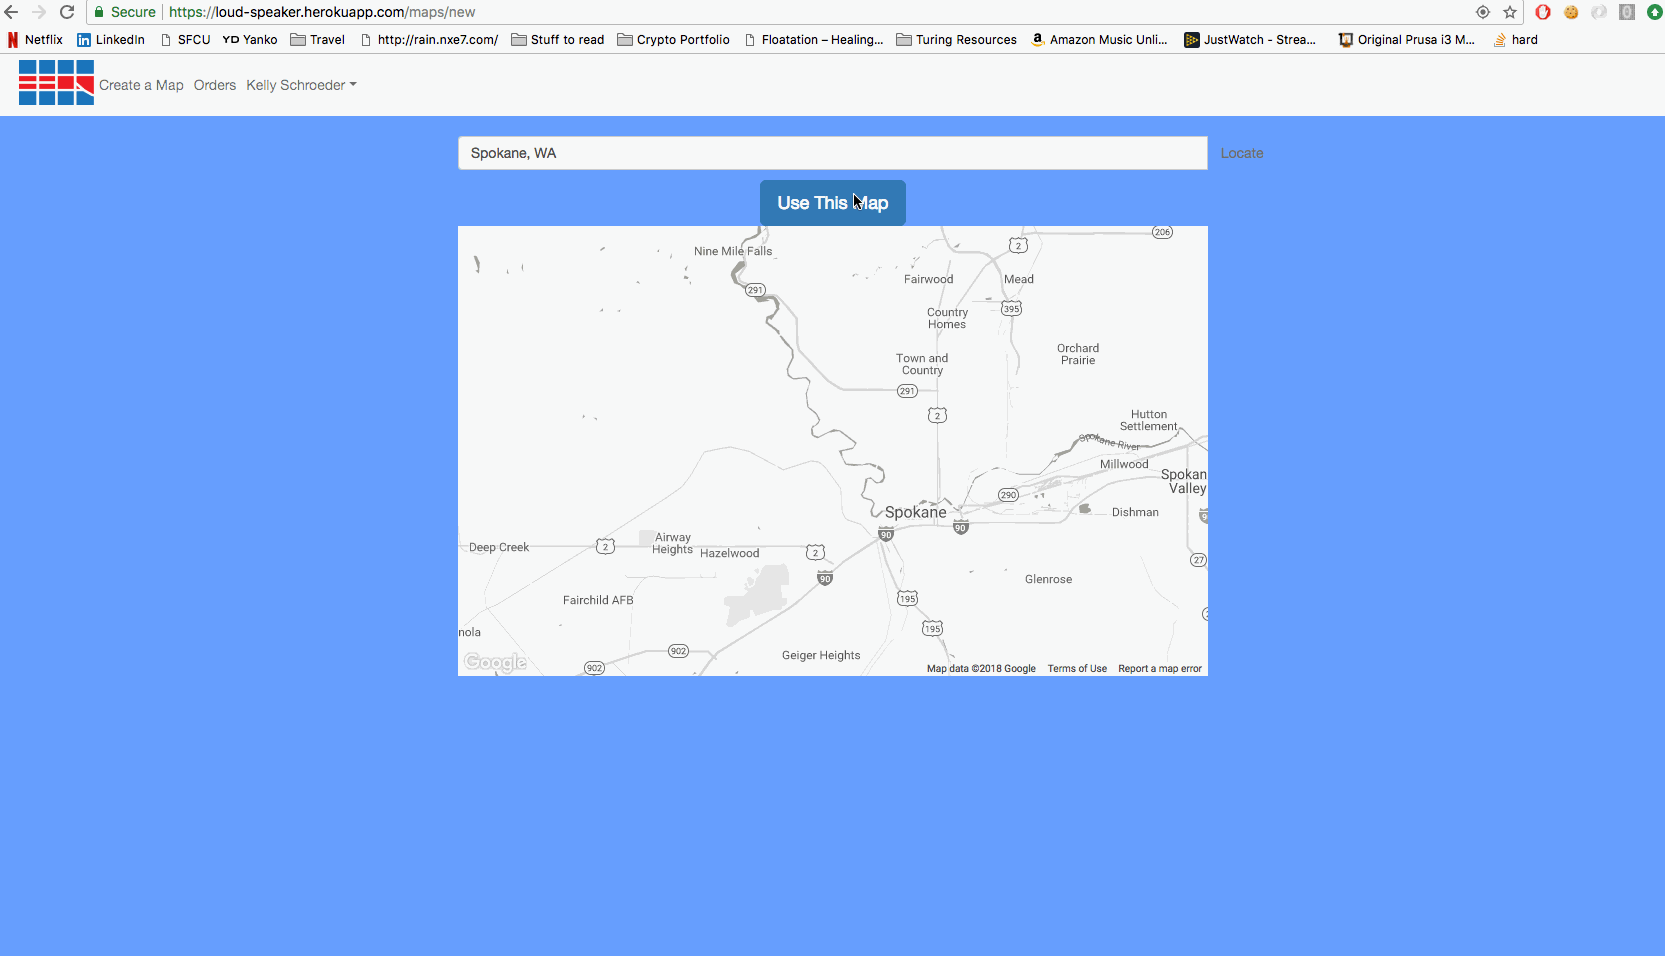 Secure https://loud-speaker.herokuapp.com/maps/new
Netflix LinkedIn SFCU YD Yanko Travel http://rain.nxe7.com/ Stuff to read Crypto Portfolio Floatation – Healing... Turing Resources Amazon Music Unli... JustWatch - Strea... Original Prusa i3 M... hard
Create a Map Orders Kelly Schroeder
Spokane, WA Locate
Use This Map
206
2
Nine Mile Falls
Fairwood Mead
291
395
Country
Homes
Orchard
Prairie
Town and
Country
291
2
Hutton
Settlement
Spokane River
Millwood
Spokan
Valley
290
Spokane
Dishman
90
90
Airway
Heights
Deep Creek
2
Hazelwood
2
27
90
Glenrose
Fairchild AFB
195
195
nola
902
Geiger Heights
902
Google
Map data ©2018 Google Terms of Use Report a map error